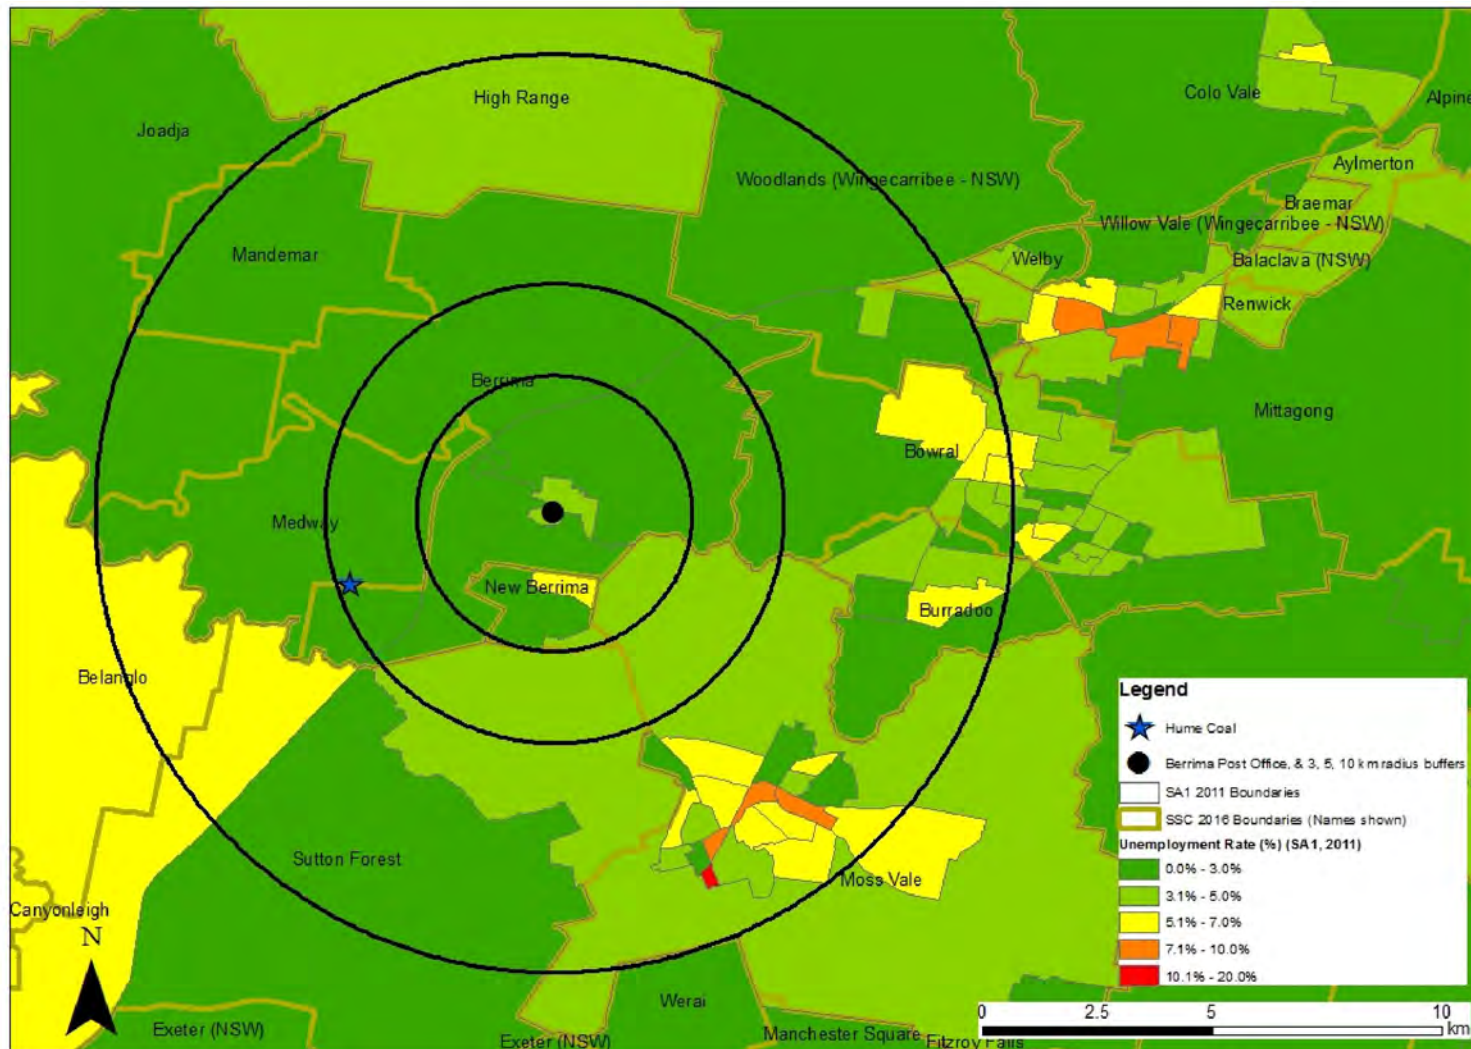 High Range
Colo Vale
Alpine
Joadja
Aylmerton
Woodlands (Wingecarribee - NSW)
Braemar
Willow Vale (Wingecarribee - NSW)
Mandemar
Welby
Balaclava (NSW)
Renwick
Berrima
Mittagong
Bowral
Medway
New Berrima
Burradoo
Belanglo
Legend
Hume Coal
Berrima Post Office, & 3, 5, 10 km radius buffers
SA1 2011 Boundaries
SSC 2016 Boundaries (Names shown)
Unemployment Rate (%) (SA1, 2011)
0.0% - 3.0%
3.1% - 5.0%
5.1% - 7.0%
7.1% - 10.0%
10.1% - 20.0%
Sutton Forest
Moss Vale
Canyonleigh
N
Werai
Exeter (NSW)
Exeter (NSW)
Manchester Square
Fitzroy Falls
0 2.5 5 10
km